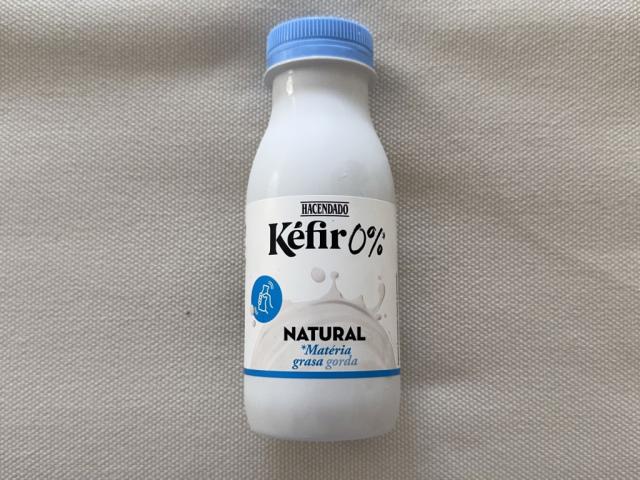 HACENDADO
Kéfir 0%*
NATURAL
*Matéria
grasa gorda